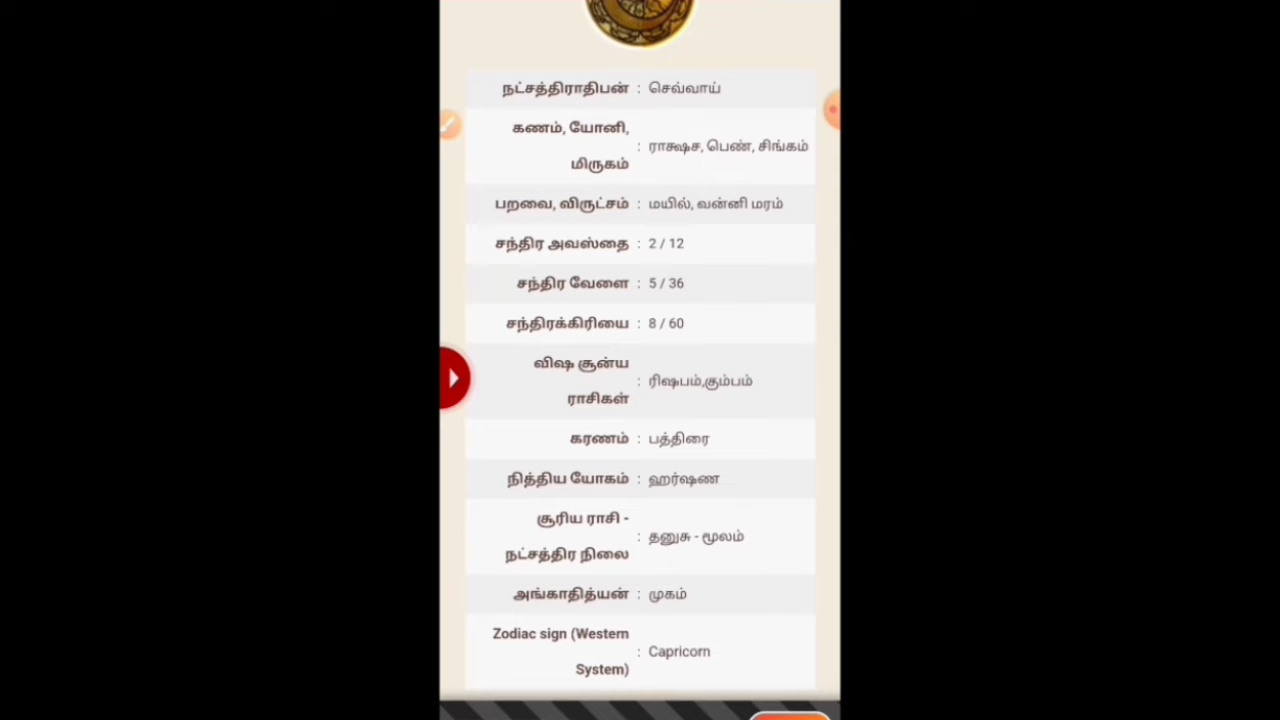 நட்சத்திராதிபன் : செவ்வாய்
கணம், யோனி,
மிருகம் : ராக்ஷச, பெண், சிங்கம்
பறவை, விருட்சம் : மயில், வன்னி மரம்
சந்திர அவஸ்தை : 2 / 12
சந்திர வேளை : 5 / 36
சந்திரக்கிரியை : 8 / 60
விஷ சூன்ய
ராசிகள் : ரிஷபம்,கும்பம்
கரணம் : பத்திரை
நித்திய யோகம் : ஹர்ஷண
சூரிய ராசி -
நட்சத்திர நிலை : தனுசு - மூலம்
அங்காதித்யன் : முகம்
Zodiac sign (Western
System) : Capricorn